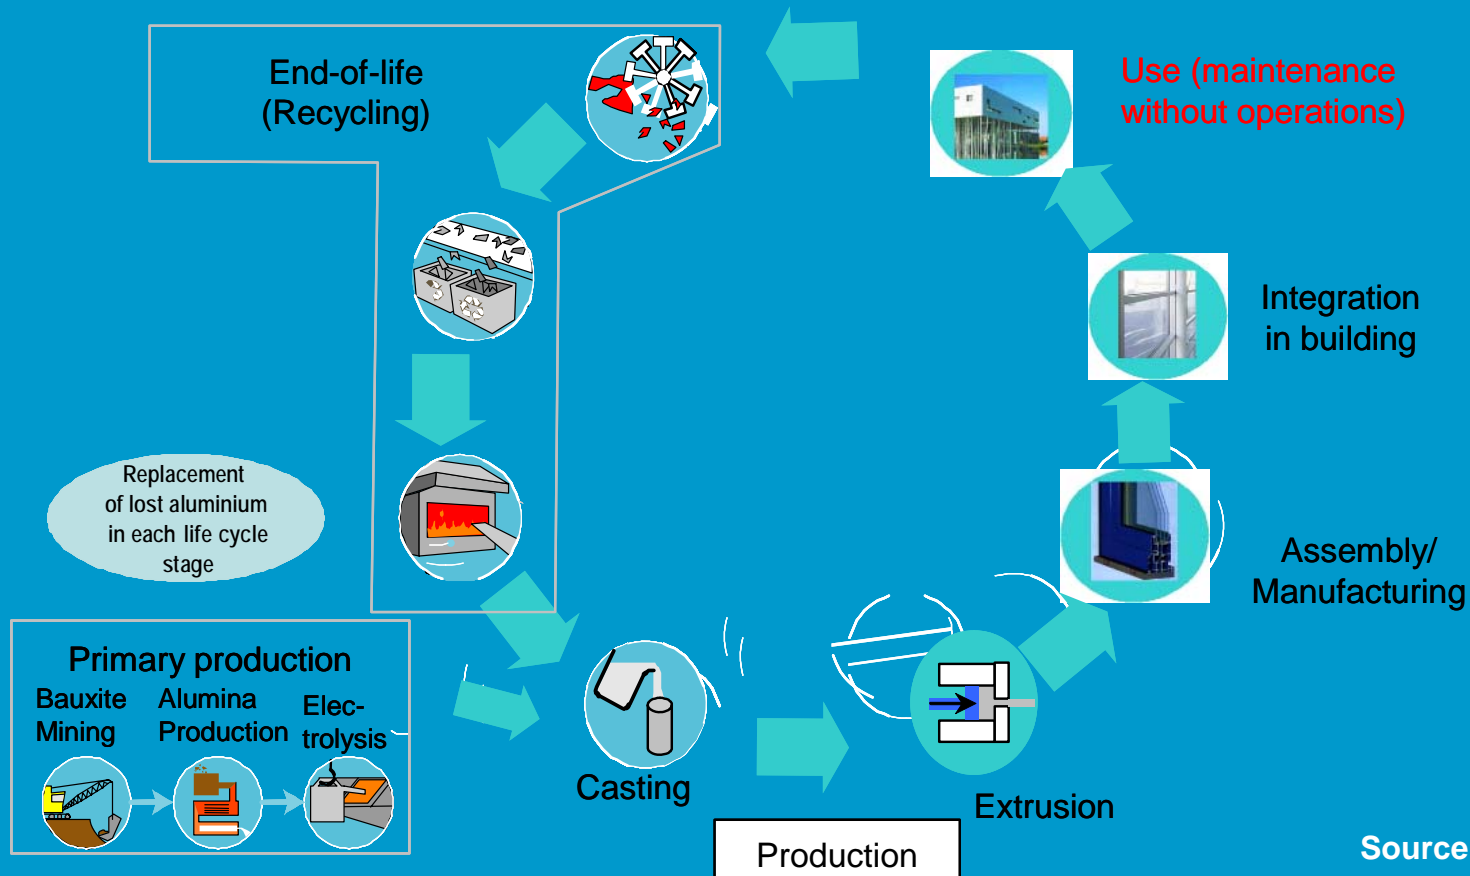 End-of-life
(Recycling)
Use (maintenance
without operations)
Integration
in building
Replacement
of lost aluminium
in each life cycle
stage
Assembly/
Manufacturing
Primary production
Bauxite
Mining
Alumina
Production
Elec-
trolysis
Casting
Extrusion
Production
Source